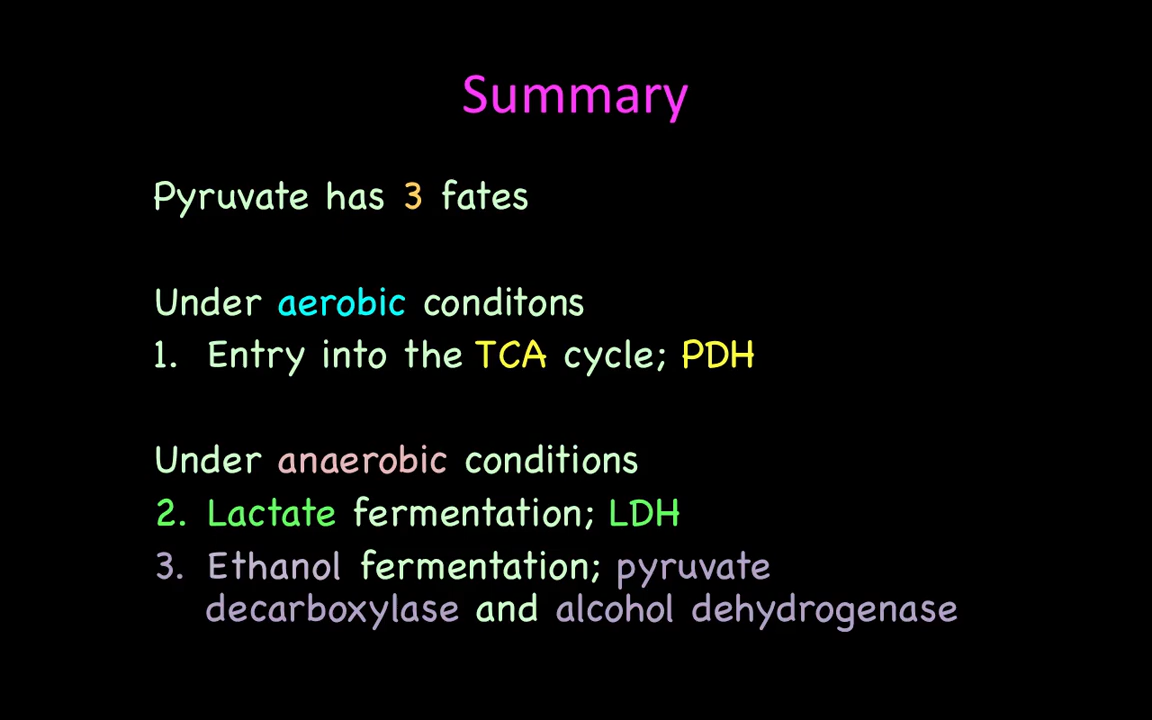 Summary
Pyruvate has 3 fates
Under aerobic conditons
1. Entry into the TCA cycle; PDH
Under anaerobic conditions
2. Lactate fermentation; LDH
3. Ethanol fermentation; pyruvate
decarboxylase and alcohol dehydrogenase